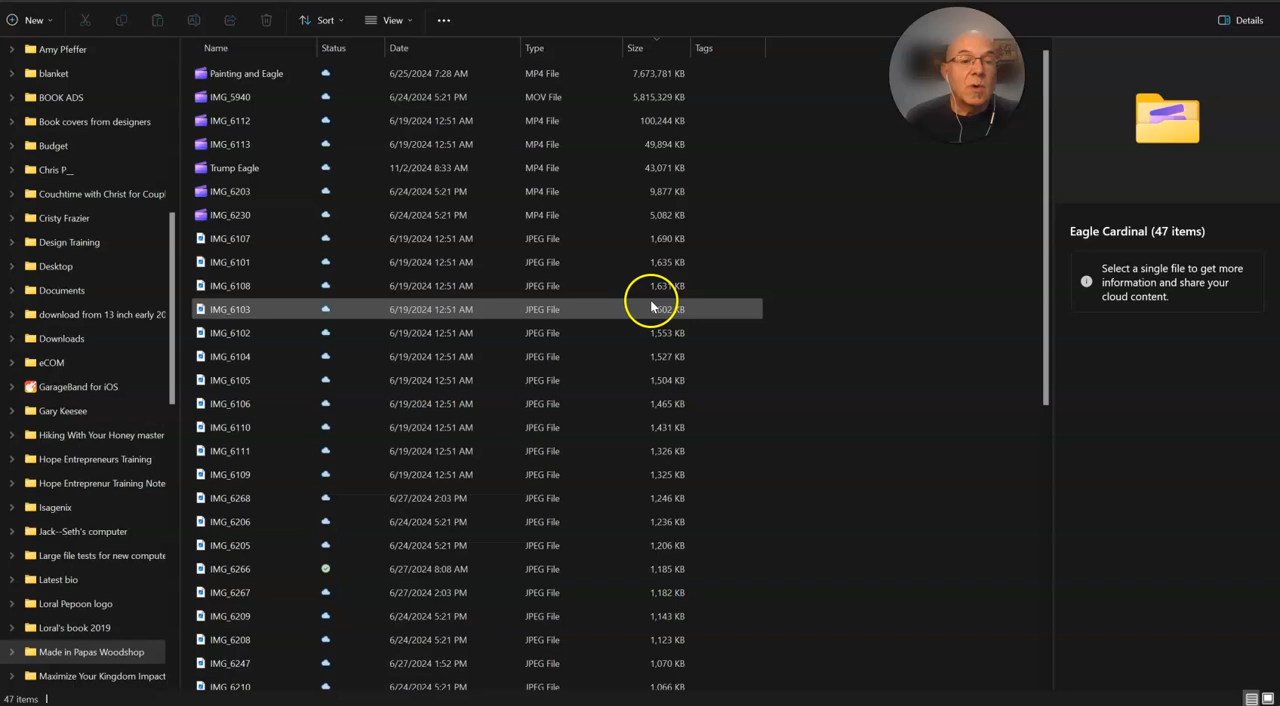 New Sort View ••• Details
Name Status Date Type Size Tags
Amy Pfeffer
blanket
BOOK ADS
Book covers from designers
Budget
Chris P__
Couchtime with Christ for Coupl
Cristy Frazier
Design Training
Desktop
Documents
download from 13 inch early 20
Downloads
eCOM
GarageBand for iOS
Gary Keesee
Hiking With Your Honey master
Hope Entrepreneurs Training
Hope Entreprenur Training Note
Isagenix
Jack--Seth's computer
Large file tests for new compute
Latest bio
Loral Pepoon logo
Loral's book 2019
Made in Papas Woodshop
Maximize Your Kingdom Impact
Painting and Eagle 6/25/2024 7:28 AM MP4 File 7,673,781 KB
IMG_5940 6/24/2024 5:21 PM MOV File 5,815,329 KB
IMG_6112 6/19/2024 12:51 AM MP4 File 100,244 KB
IMG_6113 6/19/2024 12:51 AM MP4 File 49,894 KB
Trump Eagle 11/2/2024 8:33 AM MP4 File 43,071 KB
IMG_6203 6/24/2024 5:21 PM MP4 File 9,877 KB
IMG_6230 6/24/2024 5:21 PM MP4 File 5,082 KB
IMG_6107 6/19/2024 12:51 AM JPEG File 1,690 KB
IMG_6101 6/19/2024 12:51 AM JPEG File 1,635 KB
IMG_6108 6/19/2024 12:51 AM JPEG File 1,631 KB
IMG_6103 6/19/2024 12:51 AM JPEG File KB
IMG_6102 6/19/2024 12:51 AM JPEG File 1,553 KB
IMG_6104 6/19/2024 12:51 AM JPEG File 1,527 KB
IMG_6105 6/19/2024 12:51 AM JPEG File 1,504 KB
IMG_6106 6/19/2024 12:51 AM JPEG File 1,465 KB
IMG_6110 6/19/2024 12:51 AM JPEG File 1,431 KB
IMG_6111 6/19/2024 12:51 AM JPEG File 1,326 KB
IMG_6109 6/19/2024 12:51 AM JPEG File 1,325 KB
IMG_6268 6/27/2024 2:03 PM JPEG File 1,246 KB
IMG_6206 6/24/2024 5:21 PM JPEG File 1,236 KB
IMG_6205 6/24/2024 5:21 PM JPEG File 1,206 KB
IMG_6266 6/27/2024 8:08 AM JPEG File 1,185 KB
IMG_6267 6/27/2024 2:03 PM JPEG File 1,182 KB
IMG_6209 6/24/2024 5:21 PM JPEG File 1,143 KB
IMG_6208 6/24/2024 5:21 PM JPEG File 1,123 KB
IMG_6247 6/27/2024 1:52 PM JPEG File 1,070 KB
IMG_6210 6/24/2024 5:21 PM JPEG File 1,066 KB
Eagle Cardinal (47 items)
Select a single file to get more
information and share your
cloud content.
47 items